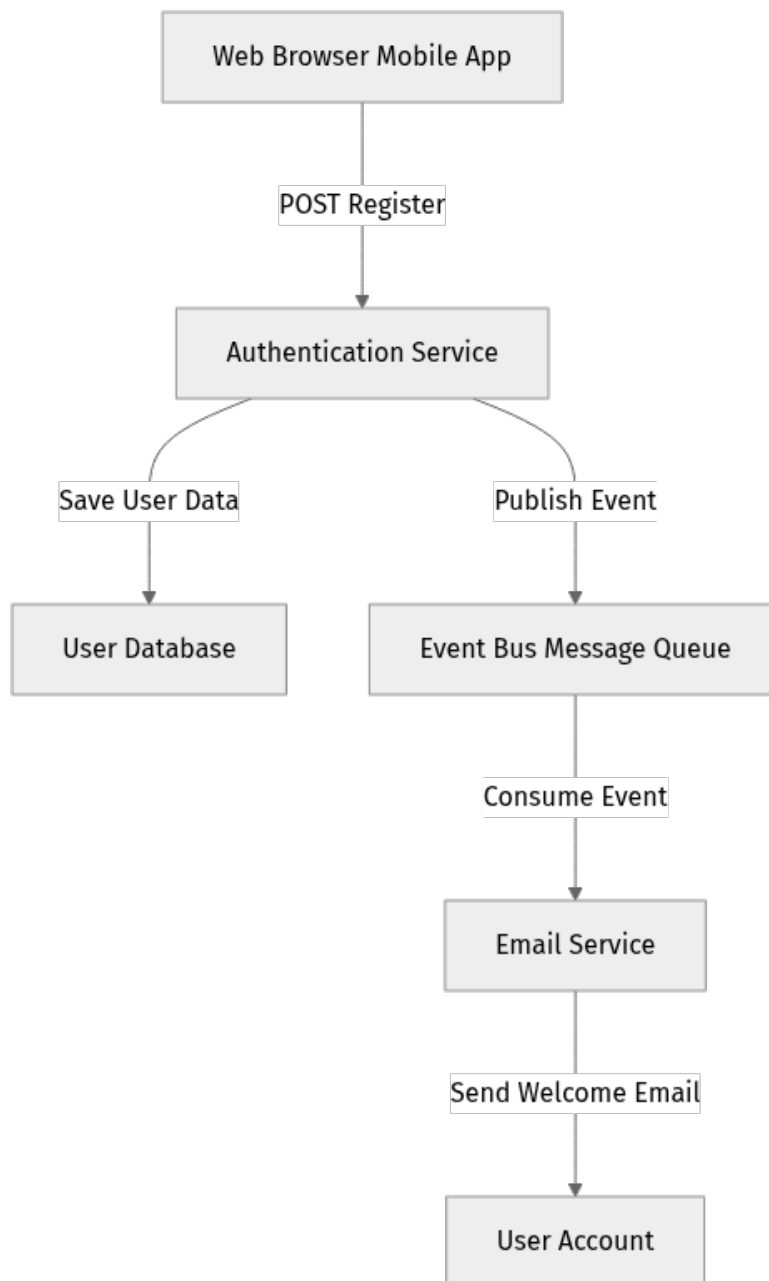 Web Browser Mobile App
POST Register
Authentication Service
Save User Data
Publish Event
User Database
Event Bus Message Queue
Consume Event
Email Service
Send Welcome Email
User Account